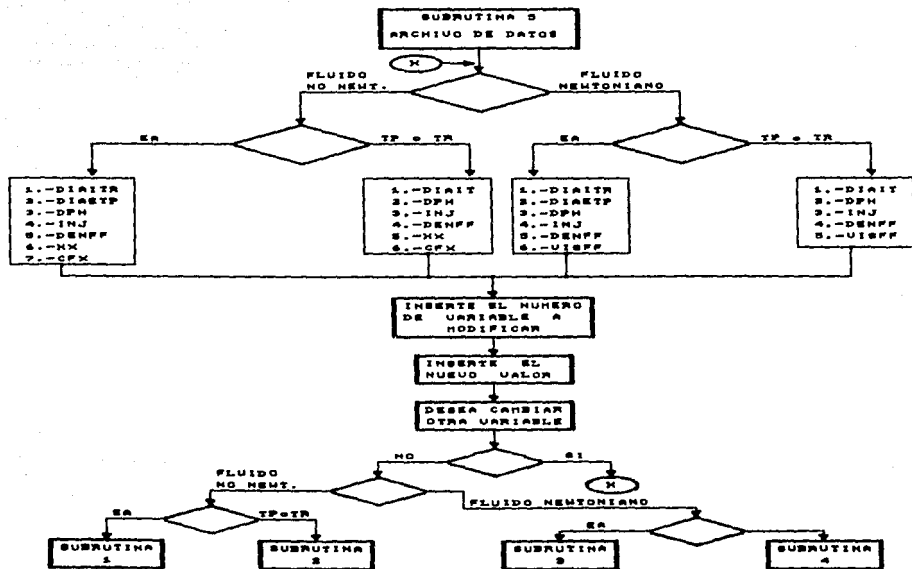 SUBRUTINA 5
ARCHIVO DE DATOS
X
FLUIDO
NO NEWT.
FLUIDO
NEWTONIANO
EA
TP o TR
EA
TP o TR
1.-DIAITR
2.-DIAETP
3.-DPH
4.-INJ
5.-DENFF
6.-NX
7.-CFX
1.-DIAIT
2.-DPH
3.-INJ
4.-DENFF
5.-NX
6.-CFX
1.-DIAITR
2.-DIAETP
3.-DPH
4.-INJ
5.-DENFF
6.-VISFF
1.-DIAIT
2.-DPH
3.-INJ
4.-DENFF
5.-VISFF
INSERTE EL NUMERO
DE VARIABLE A
MODIFICAR
INSERTE EL
NUEVO VALOR
DESEA CAMBIAR
OTRA VARIABLE
NO
SI
X
FLUIDO
NO NEWT.
FLUIDO NEWTONIANO
EA
TPoTR
EA
SUBRUTINA
1
SUBRUTINA
2
SUBRUTINA
3
SUBRUTINA
4